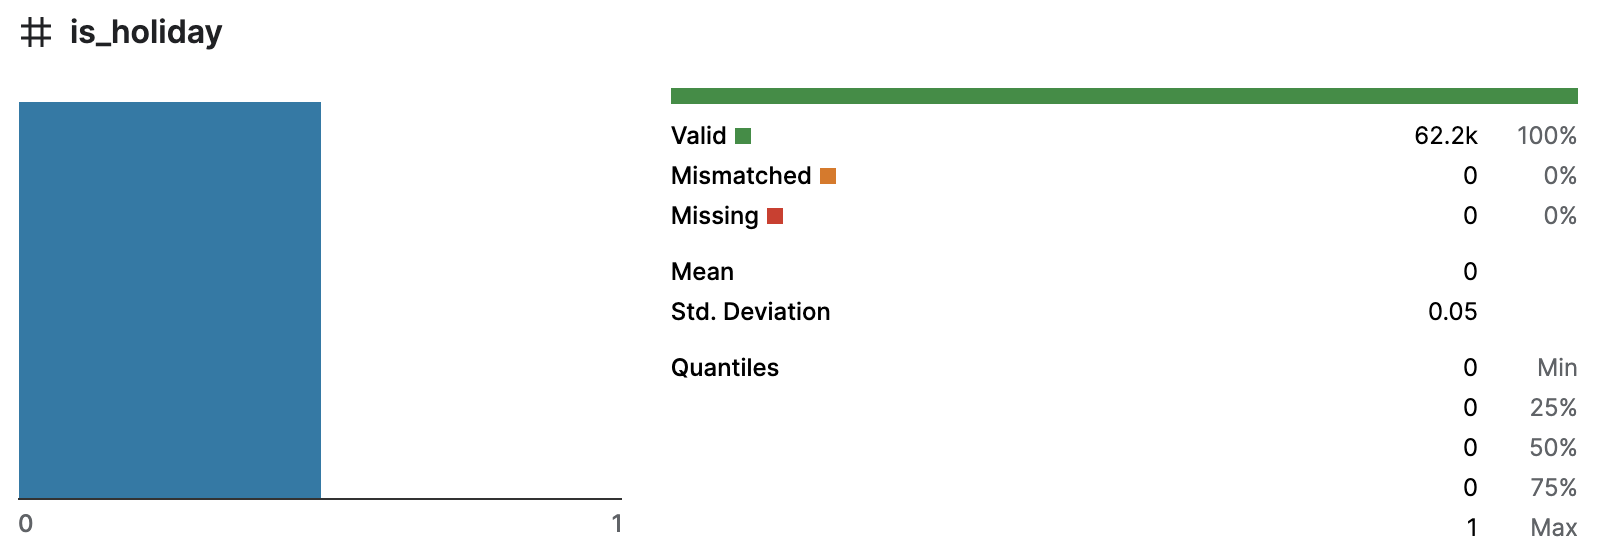 is_holiday
Valid 62.2k 100%
Mismatched 0 0%
Missing 0 0%
Mean 0
Std. Deviation 0.05
Quantiles 0 Min
0 25%
0 50%
0 75%
0 1
1 Max